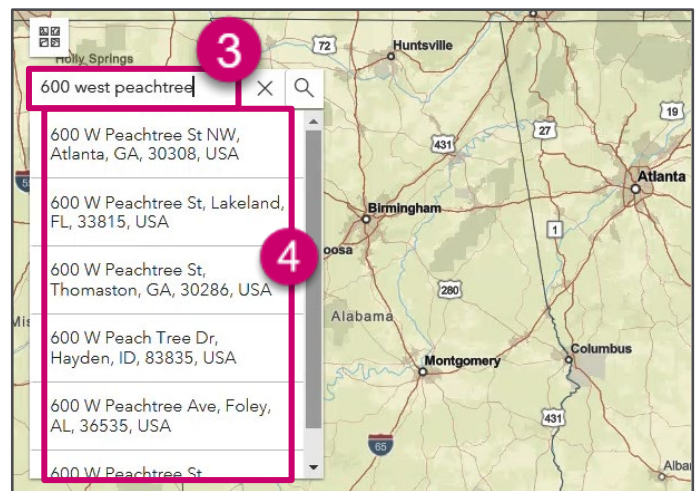 Holly Springs
3
600 west peachtree
600 W Peachtree St NW,
Atlanta, GA, 30308, USA
600 W Peachtree St, Lakeland,
FL, 33815, USA
4
600 W Peachtree St,
Thomaston, GA, 30286, USA
600 W Peach Tree Dr,
Hayden, ID, 83835, USA
600 W Peachtree Ave, Foley,
AL, 36535, USA
600 W Peachtree St
72
Huntsville
19
27
431
Atlanta
Birmingham
1
oosa
280
Alabama
Mis
Columbus
Montgomery
431
65
Alba